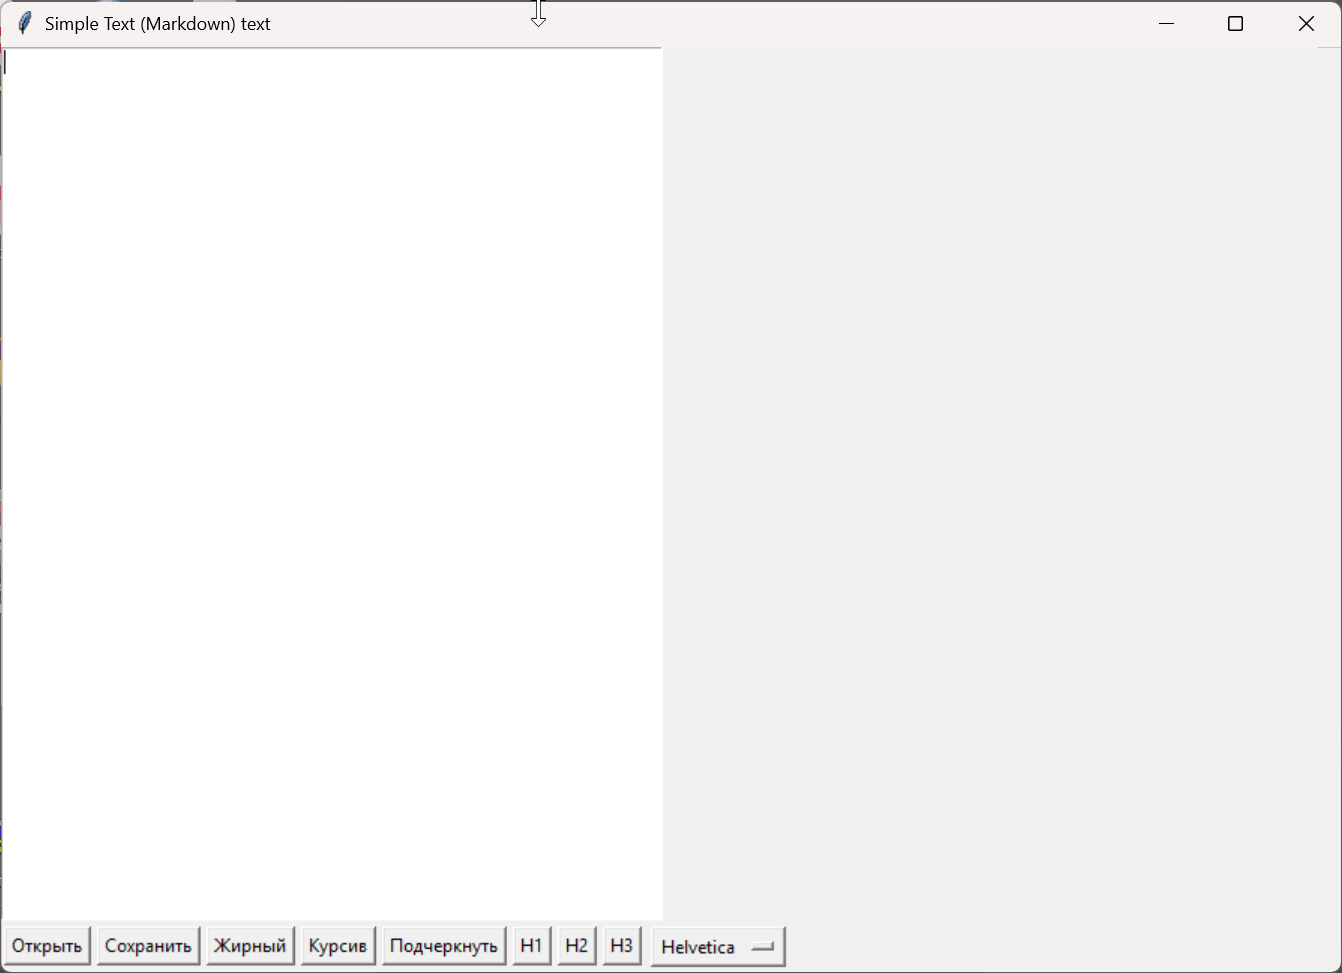 Simple Text (Markdown) text
Открыть Сохранить Жирный Курсив Подчеркнуть H1 H2 H3 Helvetica